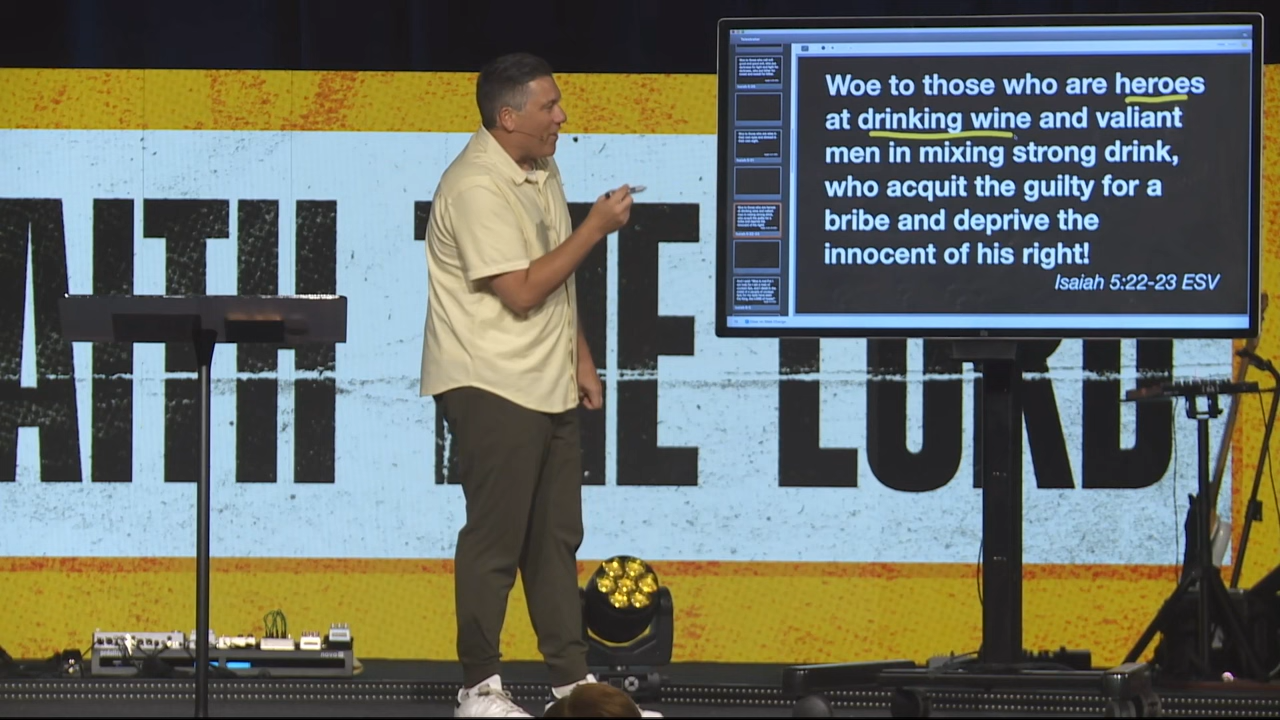 Woe to those who are heroes
at drinking wine and valiant
men in mixing strong drink,
who acquit the guilty for a
bribe and deprive the
innocent of his right!
Isaiah 5:22-23 ESV
AITH THE LORD